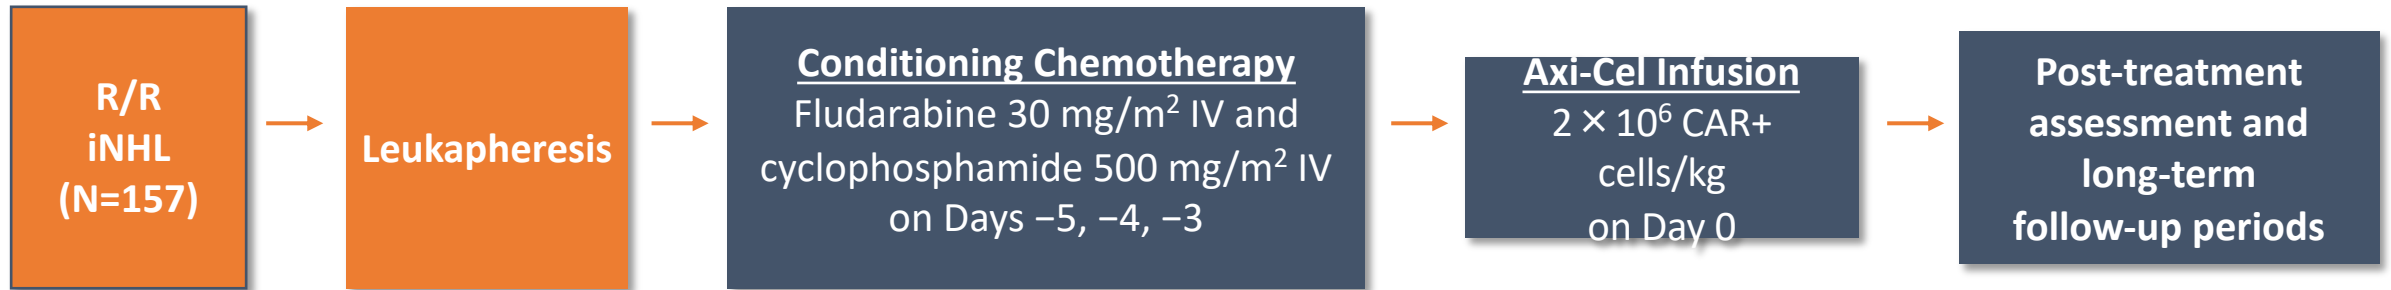 R/R
iNHL
(N=157)
Leukapheresis
Conditioning Chemotherapy
Fludarabine 30 mg/m² IV and
cyclophosphamide 500 mg/m² IV
on Days −5, −4, −3
Axi-Cel Infusion
2 × 10⁶ CAR+
cells/kg
on Day 0
Post-treatment
assessment and
long-term
follow-up periods